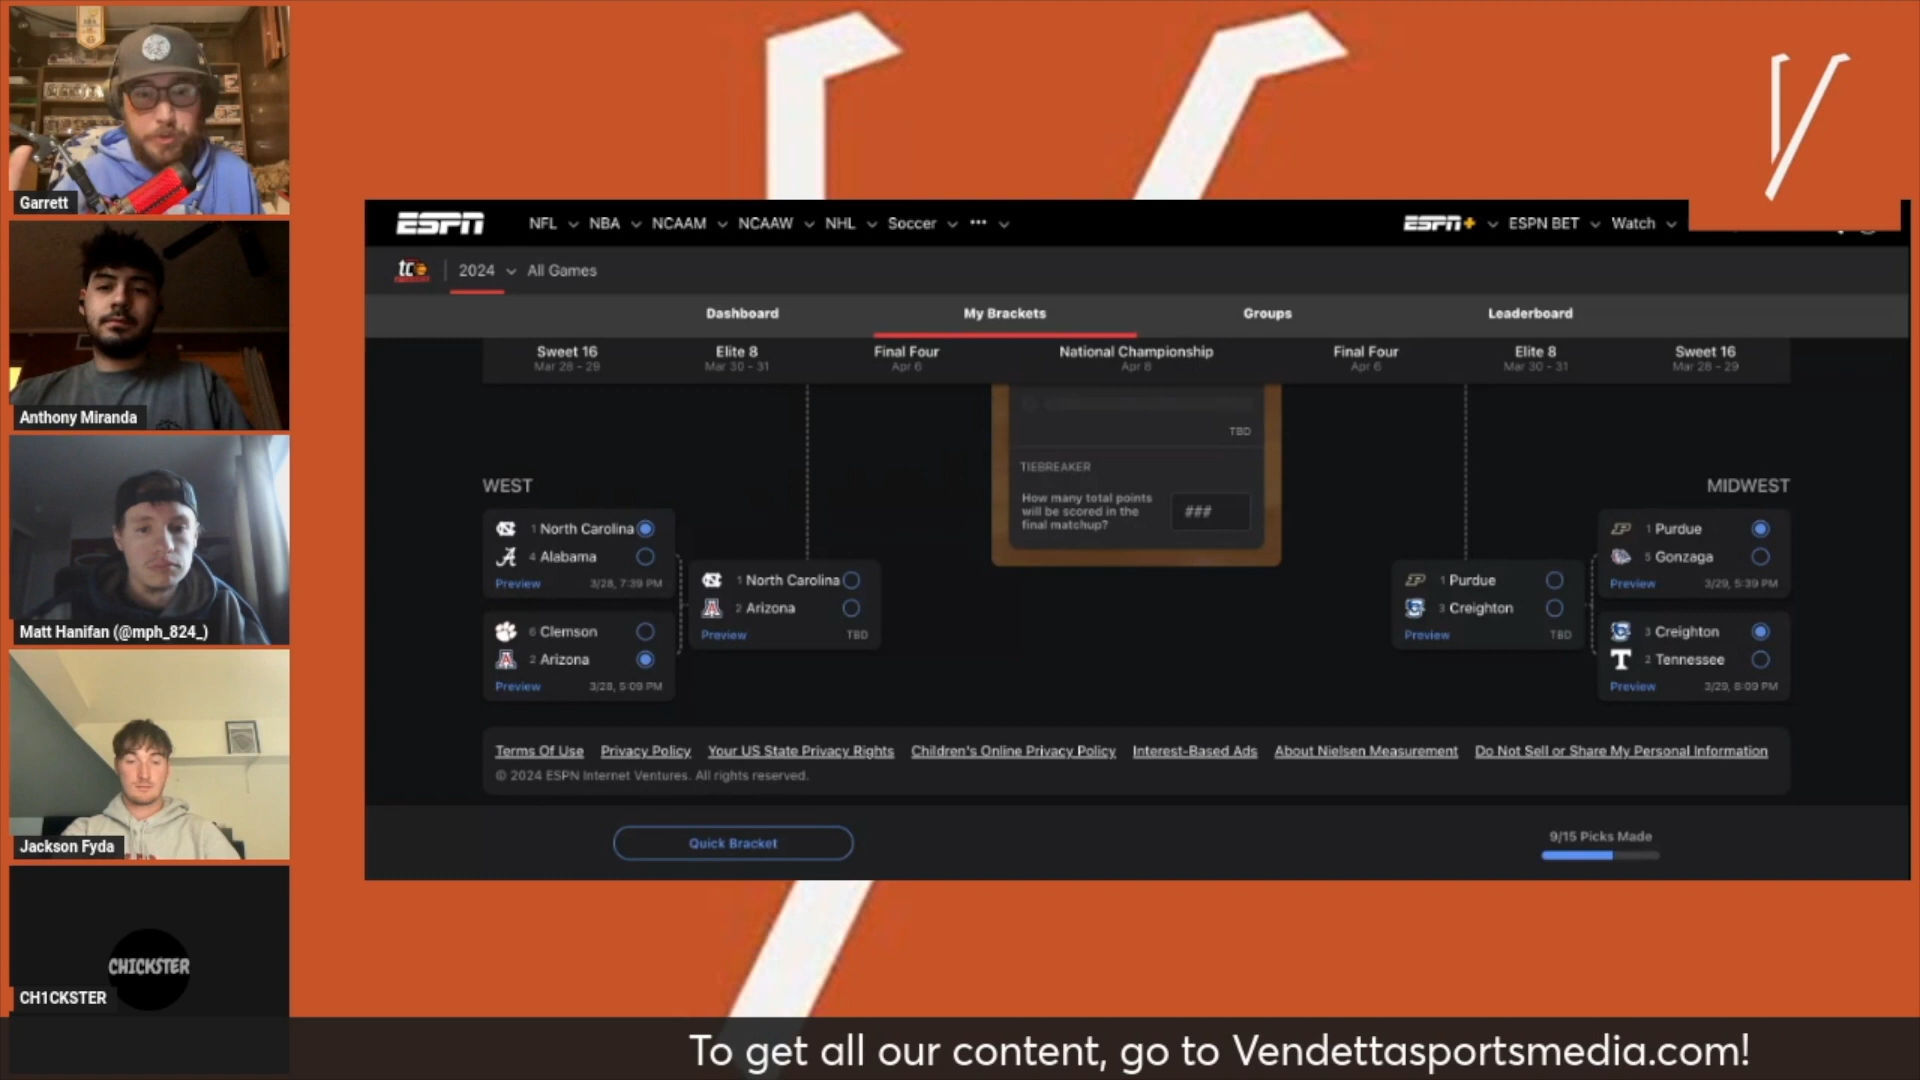 Garrett
Anthony Miranda
Matt Hanifan (@mph_824_)
Jackson Fyda
CHICKSTER
CH1CKSTER
ESPN NFL NBA NCAAM NCAAW NHL Soccer ••• ESPN+ ESPN BET Watch
tc 2024 All Games
Dashboard My Brackets Groups Leaderboard
Sweet 16 Elite 8 Final Four National Championship Final Four Elite 8 Sweet 16
Mar 28 - 29 Mar 30 - 31 Apr 6 Apr 8 Apr 6 Mar 30 - 31 Mar 28 - 29
TBD
TIEBREAKER
How many total points
will be scored in the
final matchup?
###
WEST
1 North Carolina
4 Alabama
Preview 3/28, 7:39 PM
6 Clemson
2 Arizona
Preview 3/28, 5:09 PM
1 North Carolina
2 Arizona
Preview TBD
MIDWEST
1 Purdue
3 Creighton
Preview TBD
1 Purdue
5 Gonzaga
Preview 3/29, 5:39 PM
3 Creighton
2 Tennessee
Preview 3/29, 8:09 PM
Terms Of Use Privacy Policy Your US State Privacy Rights Children's Online Privacy Policy Interest-Based Ads About Nielsen Measurement Do Not Sell or Share My Personal Information
© 2024 ESPN Internet Ventures. All rights reserved.
Quick Bracket
9/15 Picks Made
To get all our content, go to Vendettasportsmedia.com!